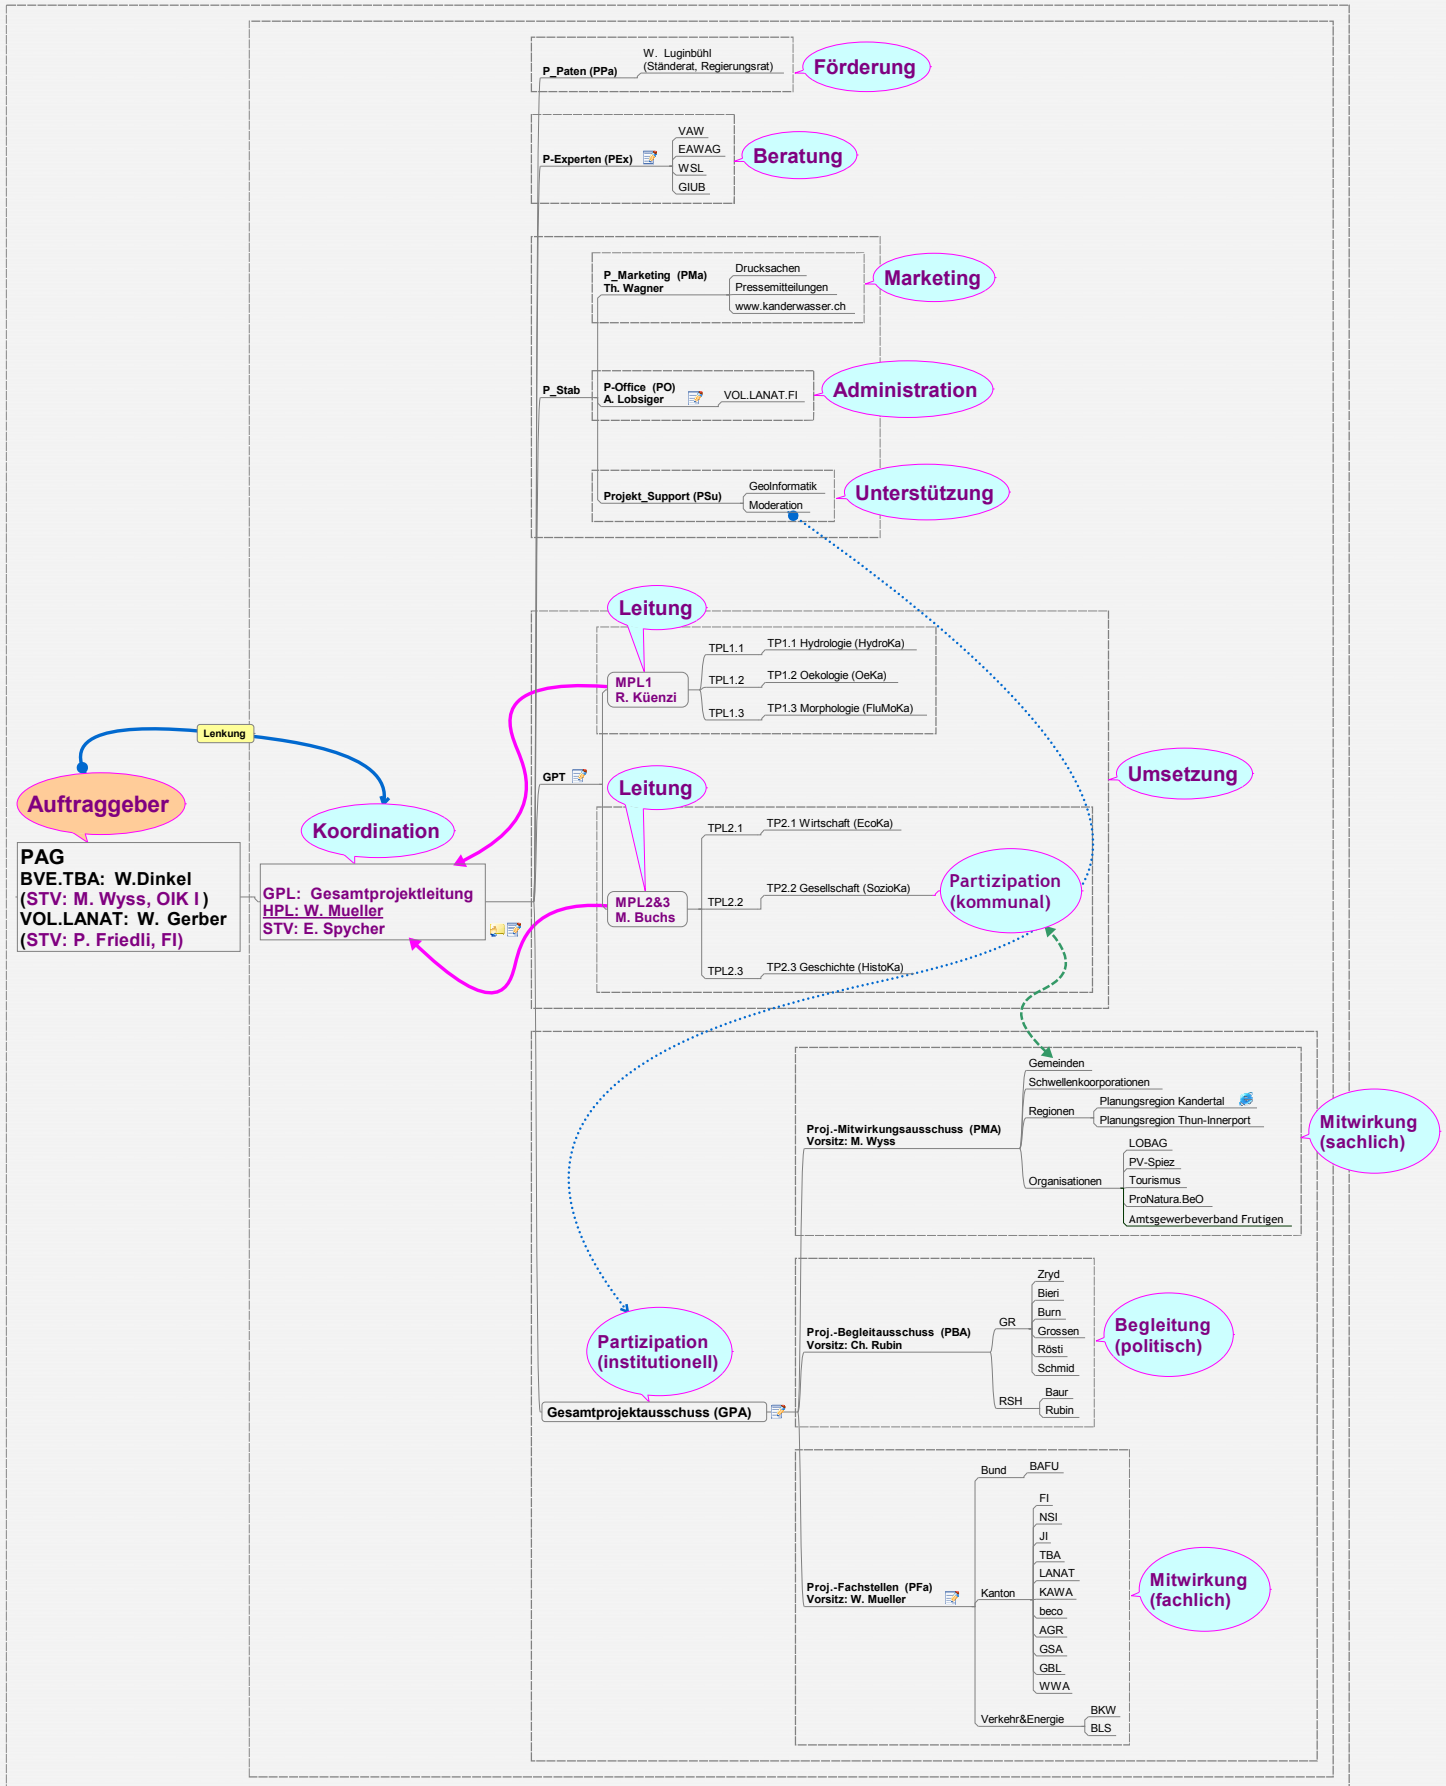 W. Luginbühl
(Ständerat, Regierungsrat)
P_Paten (PPa)
Förderung
VAW
EAWAG
WSL
GIUB
P-Experten (PEx)
Beratung
P_Marketing (PMa)
Th. Wagner
Drucksachen
Pressemitteilungen
www.kanderwasser.ch
Marketing
P_Stab
P-Office (PO)
A. Lobsiger
VOL.LANAT.FI
Administration
Projekt_Support (PSu)
GeoInformatik
Moderation
Unterstützung
Leitung
MPL1
R. Küenzi
TPL1.1
TP1.1 Hydrologie (HydroKa)
TPL1.2
TP1.2 Oekologie (OeKa)
TPL1.3
TP1.3 Morphologie (FluMoKa)
Lenkung
GPT
Umsetzung
Leitung
MPL2&3
M. Buchs
TPL2.1
TP2.1 Wirtschaft (EcoKa)
TPL2.2
TP2.2 Gesellschaft (SozioKa)
Partizipation
(kommunal)
TPL2.3
TP2.3 Geschichte (HistoKa)
Auftraggeber
PAG
BVE.TBA: W.Dinkel
(STV: M. Wyss, OIK I )
VOL.LANAT: W. Gerber
(STV: P. Friedli, FI)
Koordination
GPL: Gesamtprojektleitung
HPL: W. Mueller
STV: E. Spycher
Proj.-Mitwirkungsausschuss (PMA)
Vorsitz: M. Wyss
Gemeinden
Schwellenkoorporationen
Regionen
Planungsregion Kandertal
Planungsregion Thun-Innerport
Organisationen
LOBAG
PV-Spiez
Tourismus
ProNatura.BeO
Amtsgewerbeverband Frutigen
Mitwirkung
(sachlich)
Partizipation
(institutionell)
Gesamtprojektausschuss (GPA)
Proj.-Begleitausschuss (PBA)
Vorsitz: Ch. Rubin
GR
Zryd
Bieri
Burn
Grossen
Rösti
Schmid
RSH
Baur
Rubin
Begleitung
(politisch)
Proj.-Fachstellen (PFa)
Vorsitz: W. Mueller
Bund
BAFU
Kanton
FI
NSI
JI
TBA
LANAT
KAWA
beco
AGR
GSA
GBL
WWA
Verkehr&Energie
BKW
BLS
Mitwirkung
(fachlich)